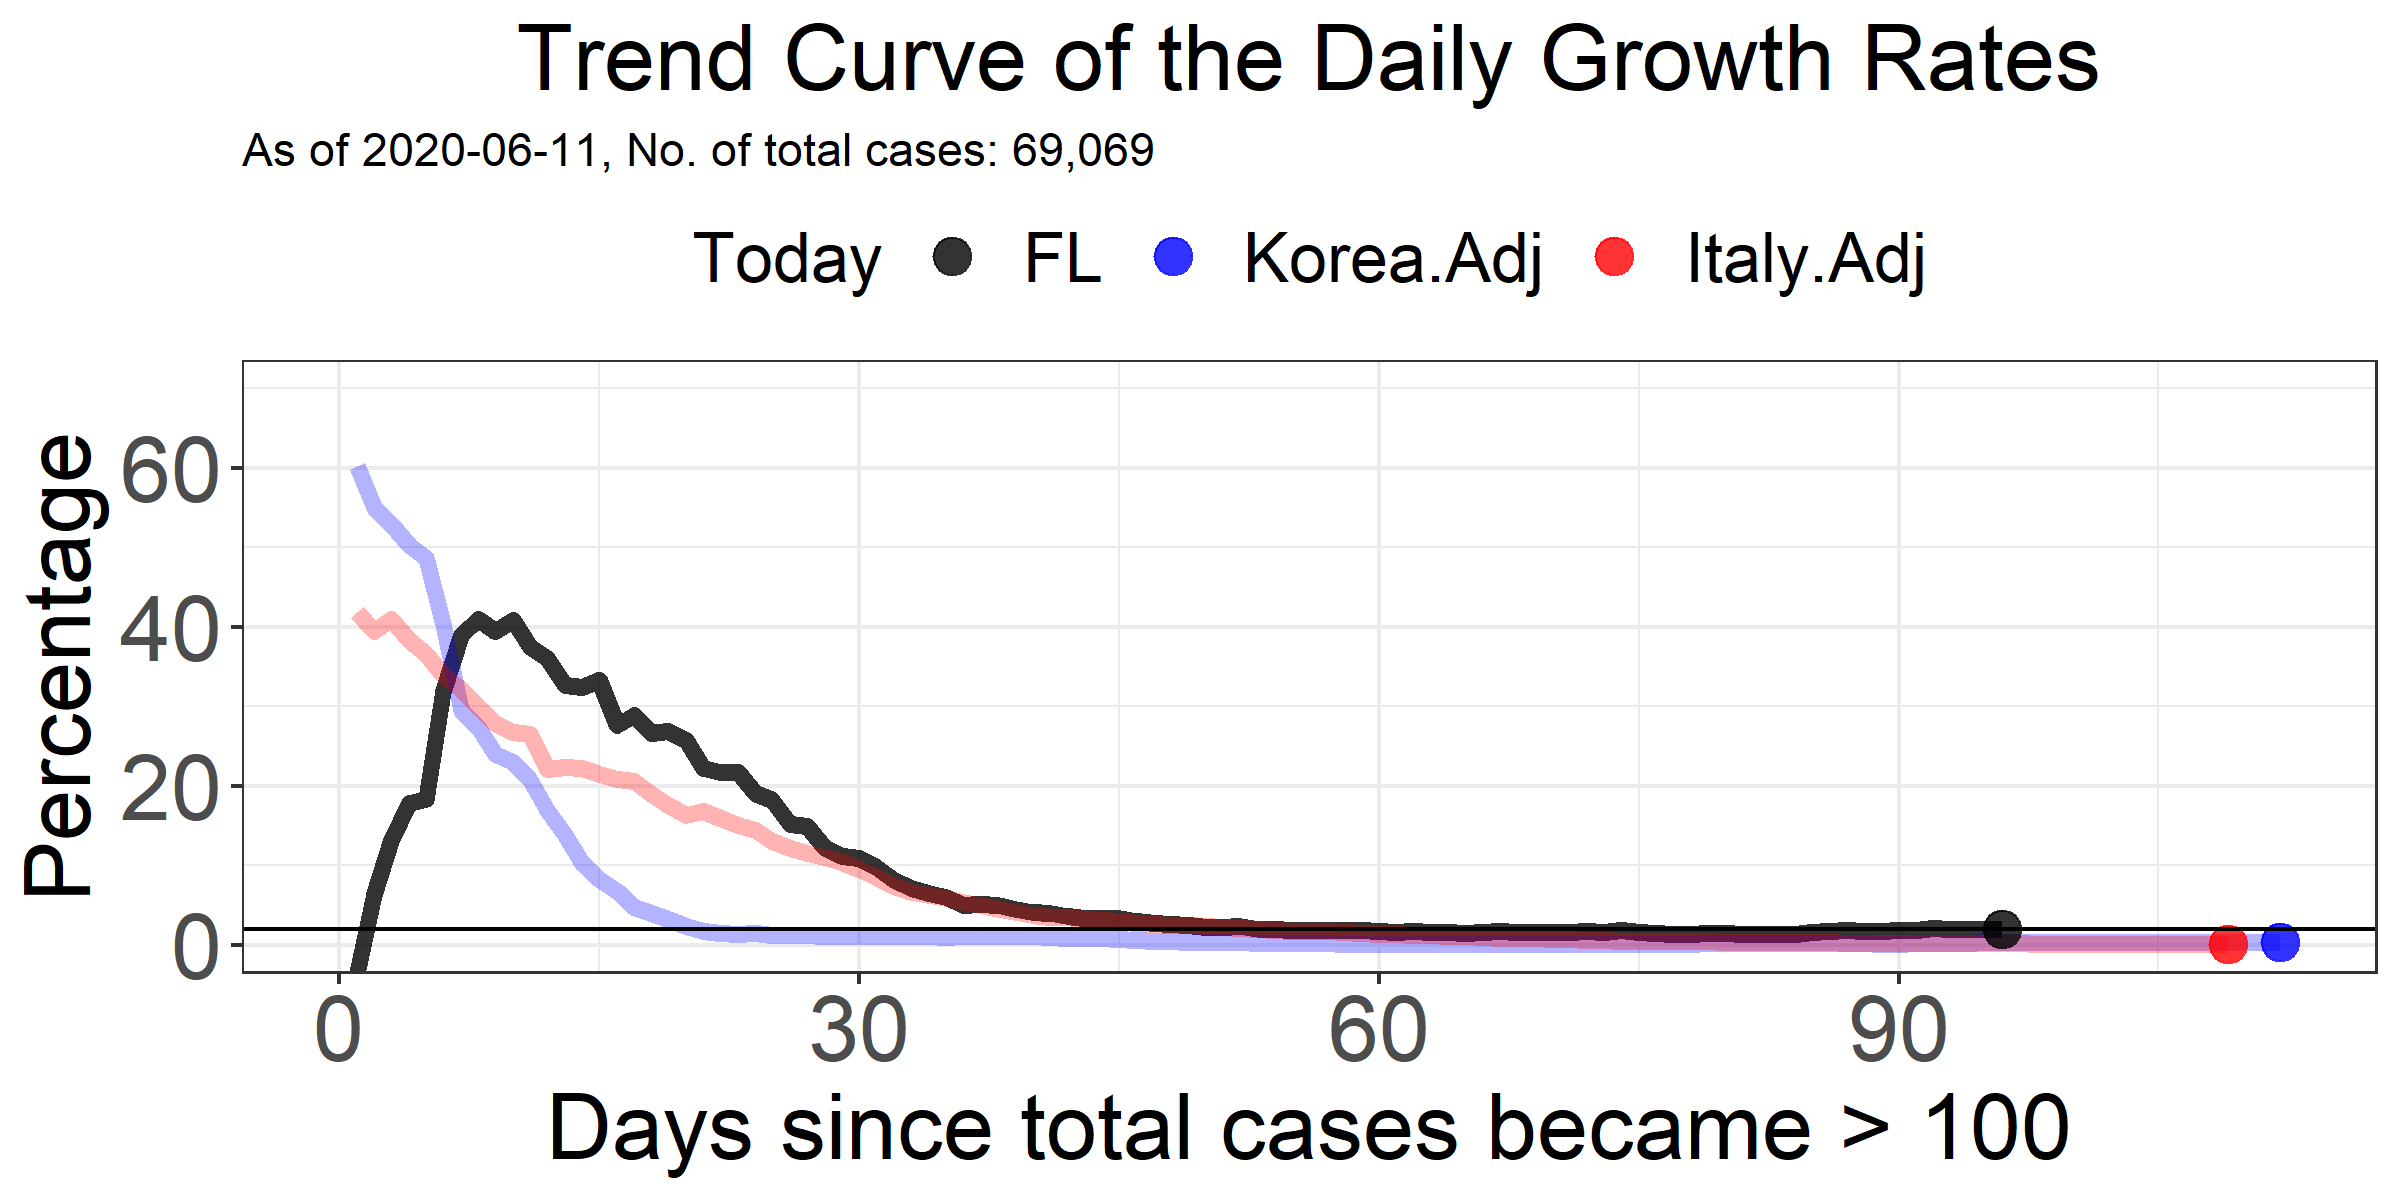 Trend Curve of the Daily Growth Rates
As of 2020-06-11, No. of total cases: 69,069
Today FL Korea.Adj Italy.Adj
Percentage
60
40
20
0
0 30 60 90
Days since total cases became > 100